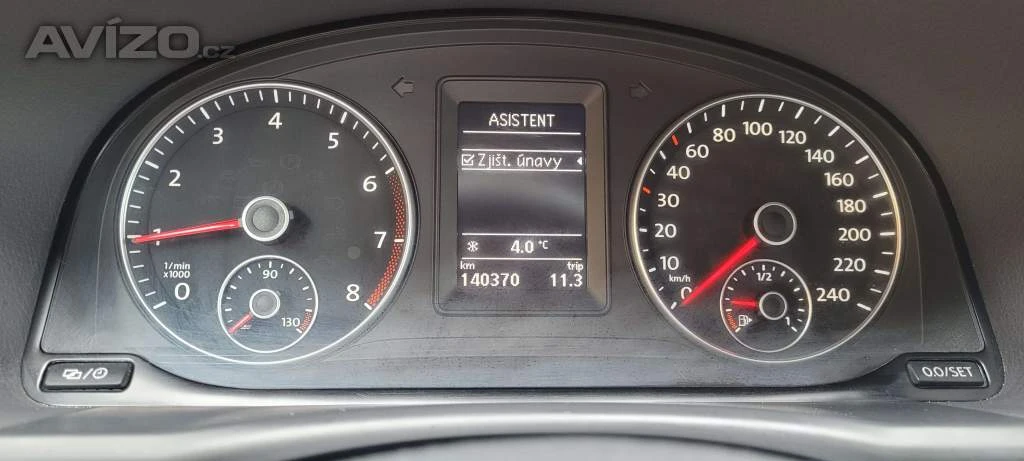 AVÍZO.cz
0 1 2 3 4 5 6 7 8
1/min
x1000
90
130
ASISTENT
Zjišt. únavy
4.0 °C
km trip
140370 11.3
0 10 20 30 40 60 80 100 120 140 160 180 200 220 240
km/h
1/2
1
0.0/SET